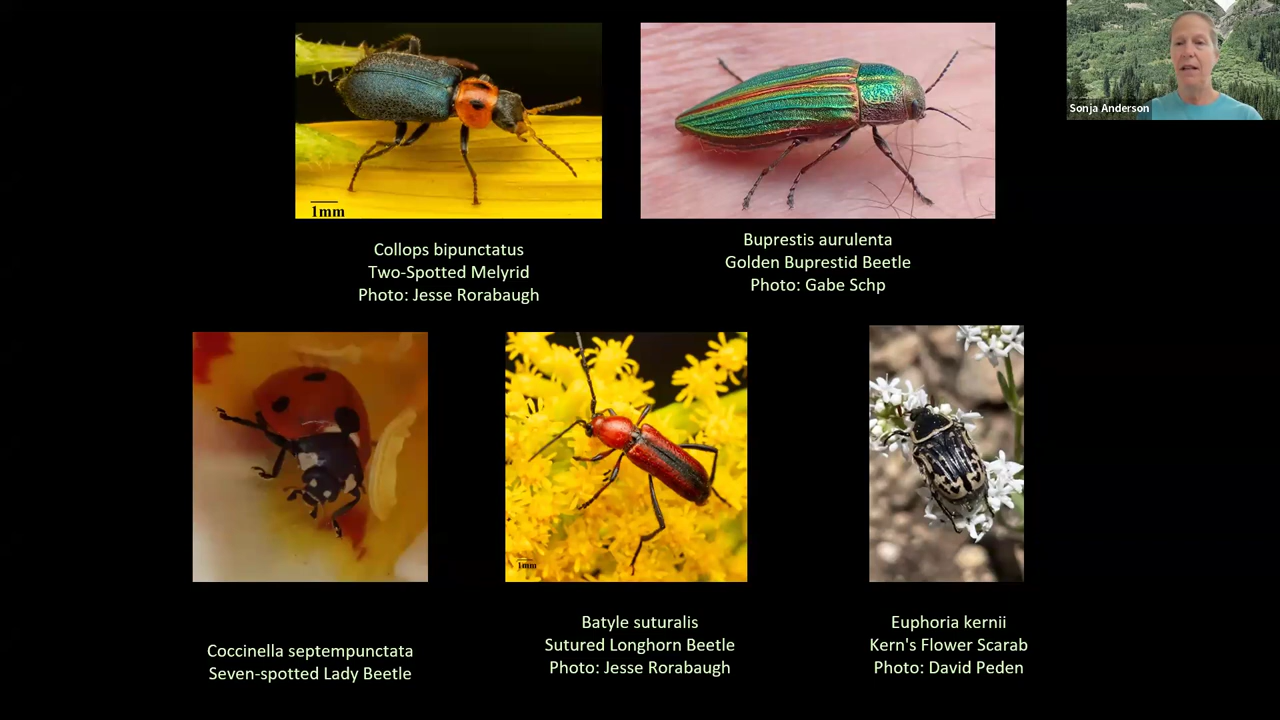 Sonja Anderson
1mm
Collops bipunctatus
Two-Spotted Melyrid
Photo: Jesse Rorabaugh
Buprestis aurulenta
Golden Buprestid Beetle
Photo: Gabe Schp
1mm
Coccinella septempunctata
Seven-spotted Lady Beetle
Batyle suturalis
Sutured Longhorn Beetle
Photo: Jesse Rorabaugh
Euphoria kernii
Kern's Flower Scarab
Photo: David Peden